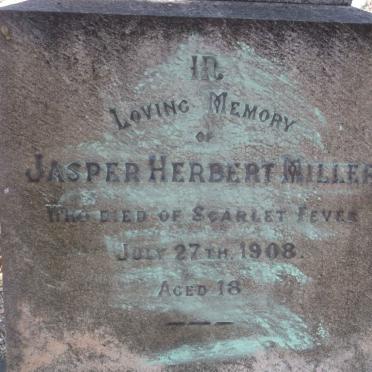 IN
LOVING MEMORY
OF
JASPER HERBERT MILLER
WHO DIED OF SCARLET FEVER
JULY 27TH. 1908.
AGED 18